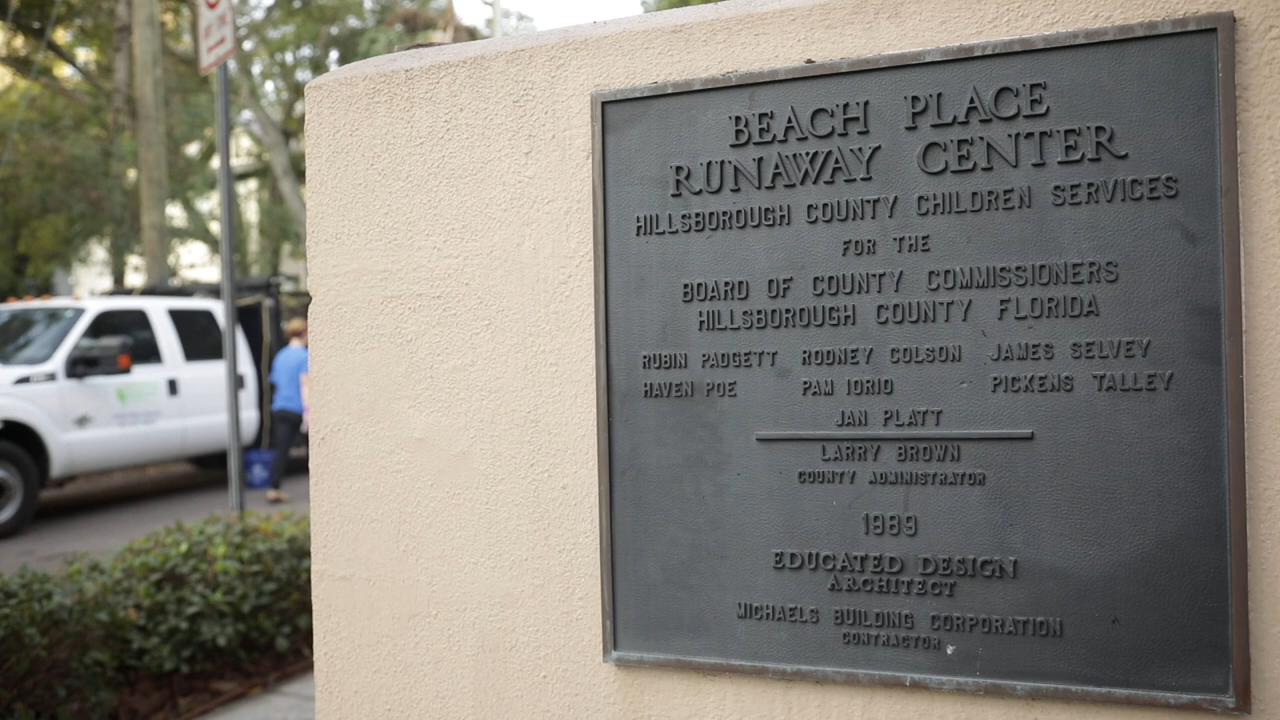 BEACH PLACE
RUNAWAY CENTER
HILLSBOROUGH COUNTY CHILDREN SERVICES
FOR THE
BOARD OF COUNTY COMMISSIONERS
HILLSBOROUGH COUNTY FLORIDA
RUBIN PADGETT RODNEY COLSON JAMES SELVEY
HAVEN POE PAM IORIO PICKENS TALLEY
JAN PLATT
LARRY BROWN
COUNTY ADMINISTRATOR
1989
EDUCATED DESIGN
ARCHITECT
MICHAELS BUILDING CORPORATION
CONTRACTOR